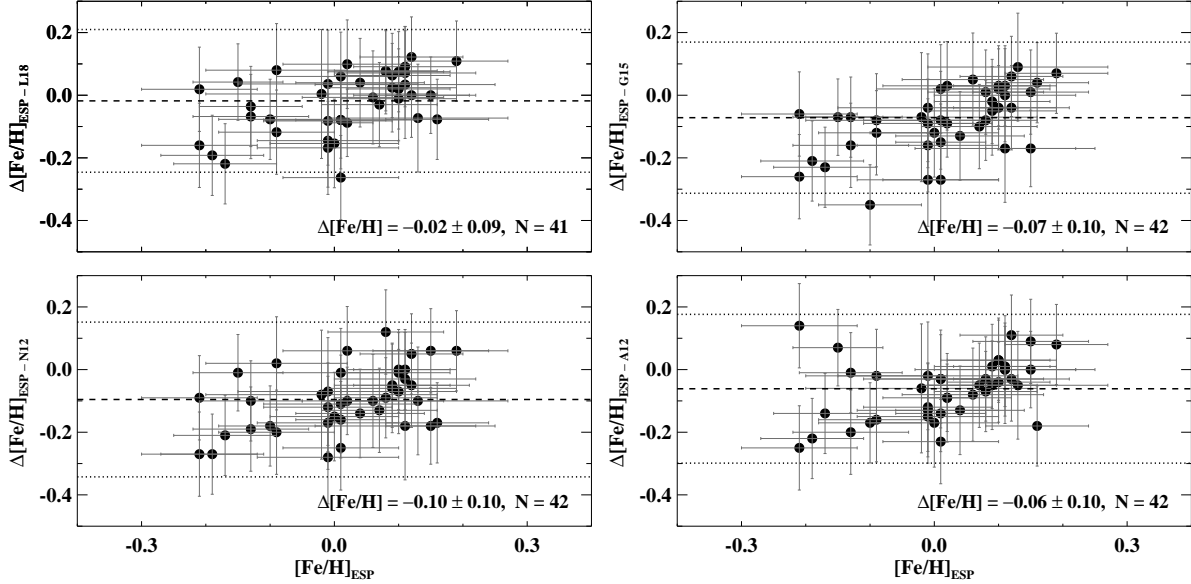 0.2
0.0
-0.2
-0.4
Δ[Fe/H]ESP − L18
Δ[Fe/H] = −0.02 ± 0.09, N = 41
0.2
0.0
-0.2
-0.4
Δ[Fe/H]ESP − G15
Δ[Fe/H] = −0.07 ± 0.10, N = 42
0.2
0.0
-0.2
-0.4
Δ[Fe/H]ESP − N12
Δ[Fe/H] = −0.10 ± 0.10, N = 42
-0.3 0.0 0.3
[Fe/H]ESP
0.2
0.0
-0.2
-0.4
Δ[Fe/H]ESP − A12
Δ[Fe/H] = −0.06 ± 0.10, N = 42
-0.3 0.0 0.3
[Fe/H]ESP